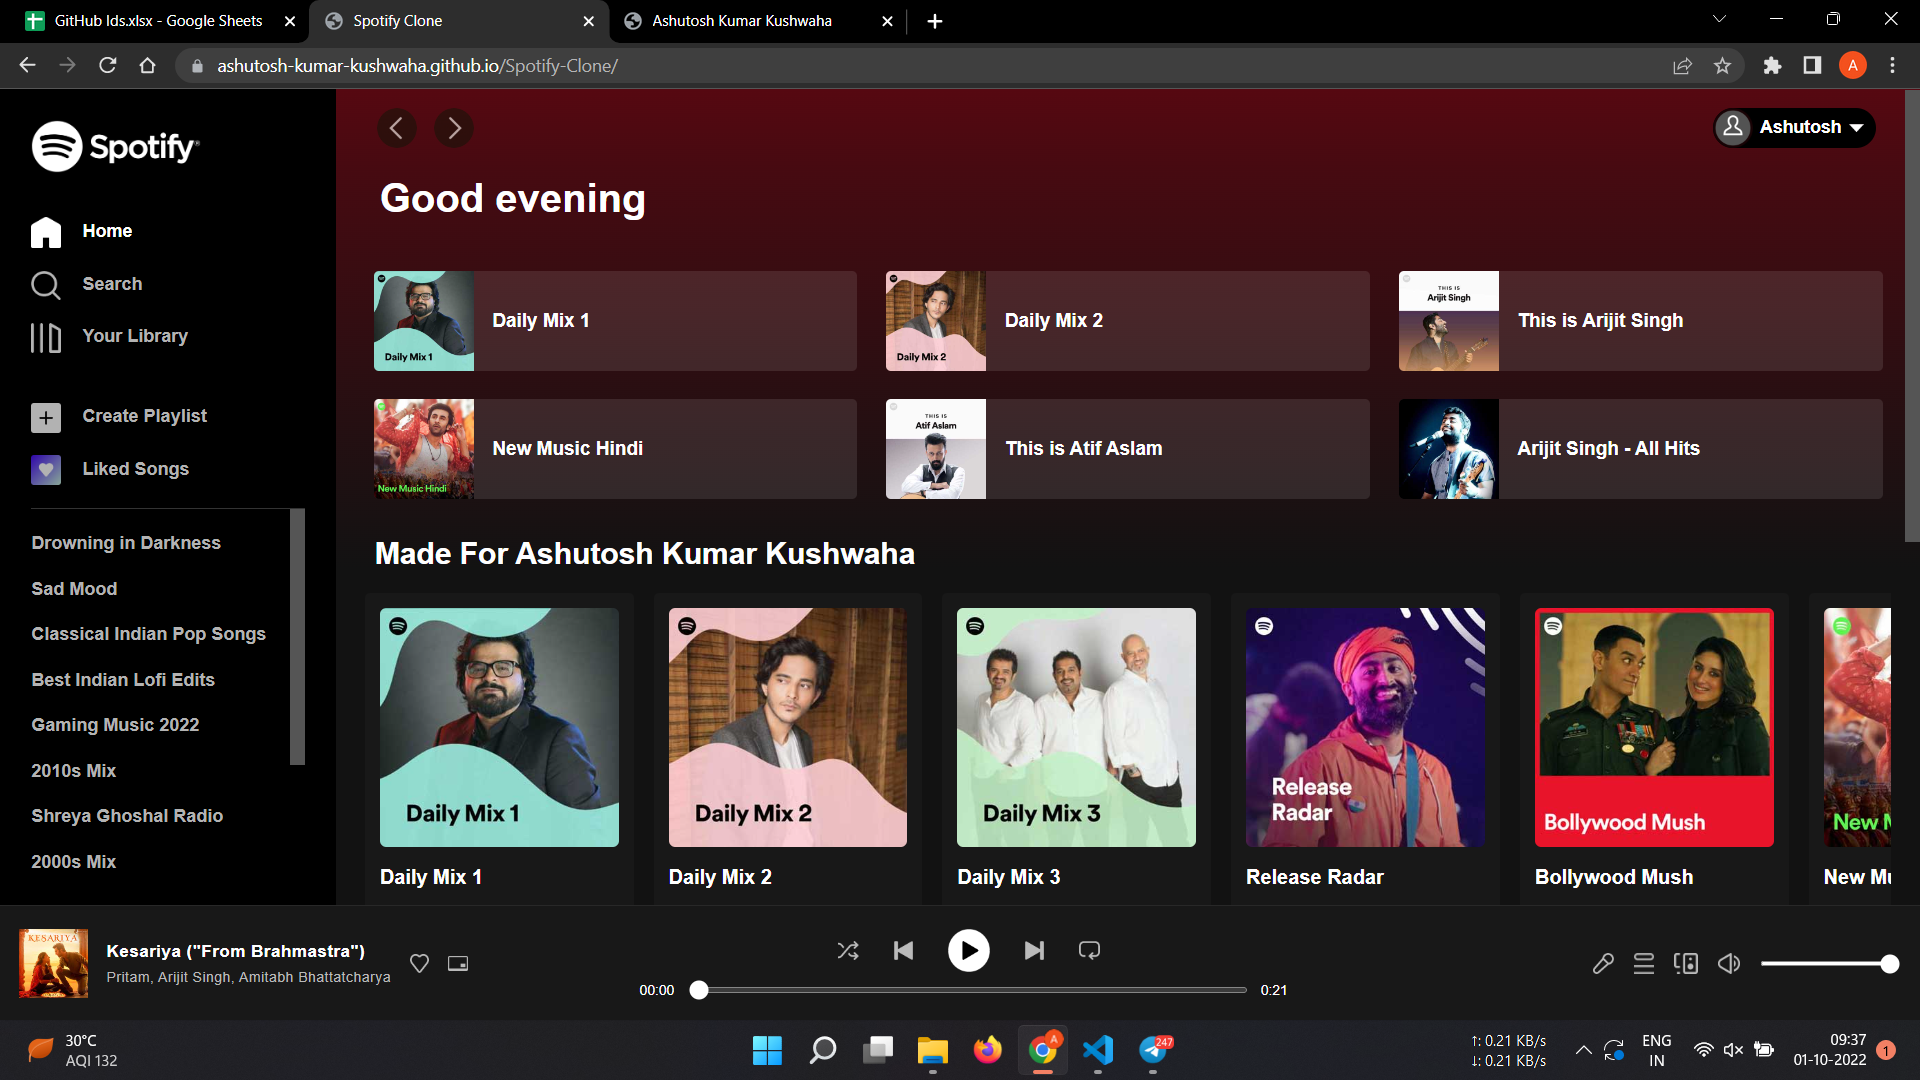 GitHub Ids.xlsx - Google Sheets
Spotify Clone
Ashutosh Kumar Kushwaha
ashutosh-kumar-kushwaha.github.io/Spotify-Clone/
A
Spotify
Ashutosh
Home
Search
Your Library
Create Playlist
Liked Songs
Drowning in Darkness
Sad Mood
Classical Indian Pop Songs
Best Indian Lofi Edits
Gaming Music 2022
2010s Mix
Shreya Ghoshal Radio
2000s Mix
Good evening
Daily Mix 1
Daily Mix 1
Daily Mix 2
Daily Mix 2
THIS IS
Arijit Singh
This is Arijit Singh
New Music Hindi
New Music Hindi
THIS IS
Atif Aslam
This is Atif Aslam
Arijit Singh - All Hits
Made For Ashutosh Kumar Kushwaha
Daily Mix 1
Daily Mix 2
Daily Mix 3
Release
Radar
Bollywood Mush
New M
Daily Mix 1
Daily Mix 2
Daily Mix 3
Release Radar
Bollywood Mush
New Mu
KESARIYA
Kesariya ("From Brahmastra")
Pritam, Arijit Singh, Amitabh Bhattacharya
00:00
0:21
30°C
AQI 132
A
247
↑: 0.21 KB/s
↓: 0.21 KB/s
ENG
IN
09:37
01-10-2022
1